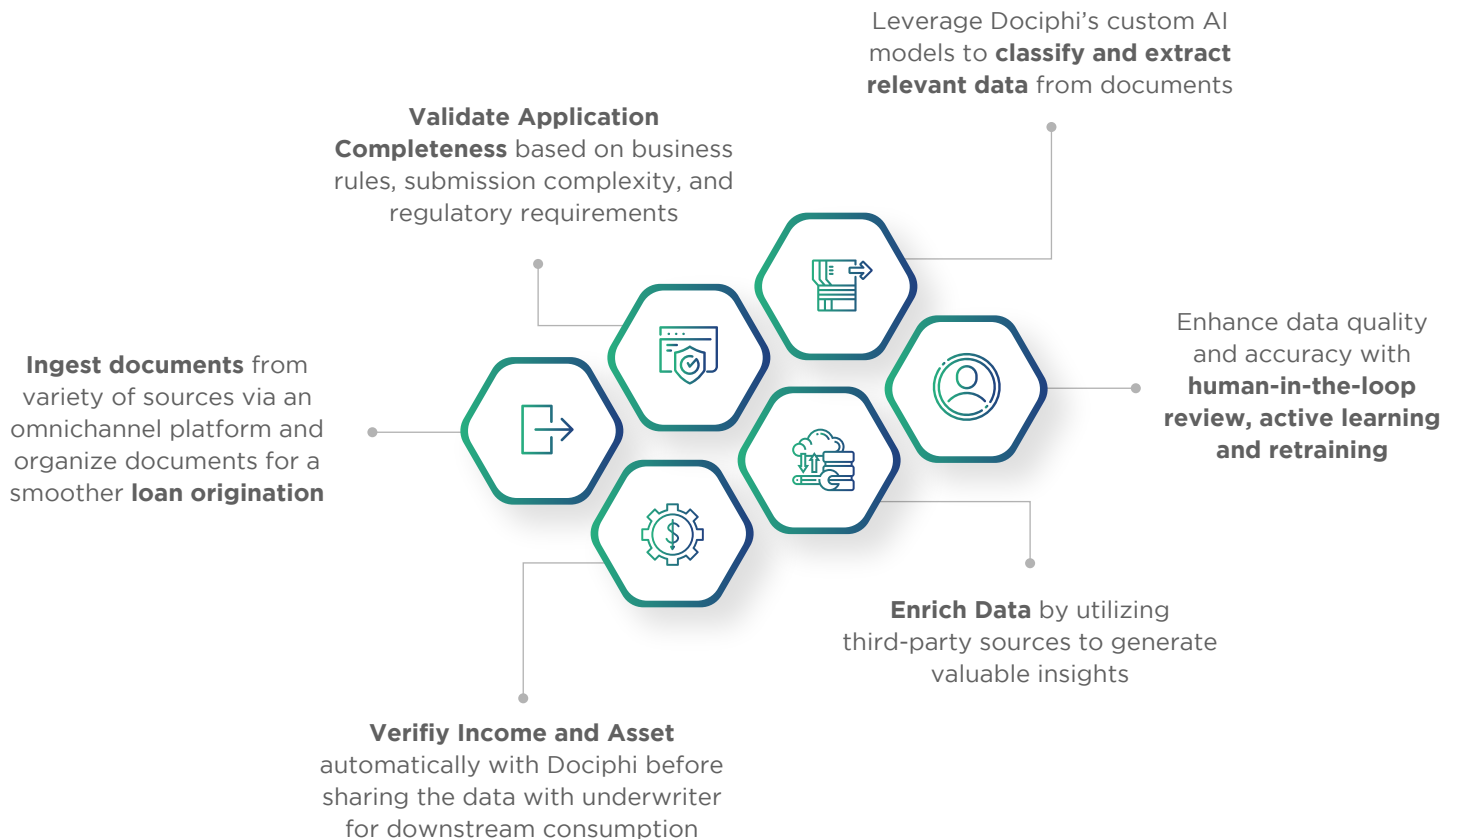 Leverage Dociphi’s custom AI
models to classify and extract
relevant data from documents
Validate Application
Completeness based on business
rules, submission complexity, and
regulatory requirements
Enhance data quality
and accuracy with
human-in-the-loop
review, active learning
and retraining
Ingest documents from
variety of sources via an
omnichannel platform and
organize documents for a
smoother loan origination
Enrich Data by utilizing
third-party sources to generate
valuable insights
Verifiy Income and Asset
automatically with Dociphi before
sharing the data with underwriter
for downstream consumption